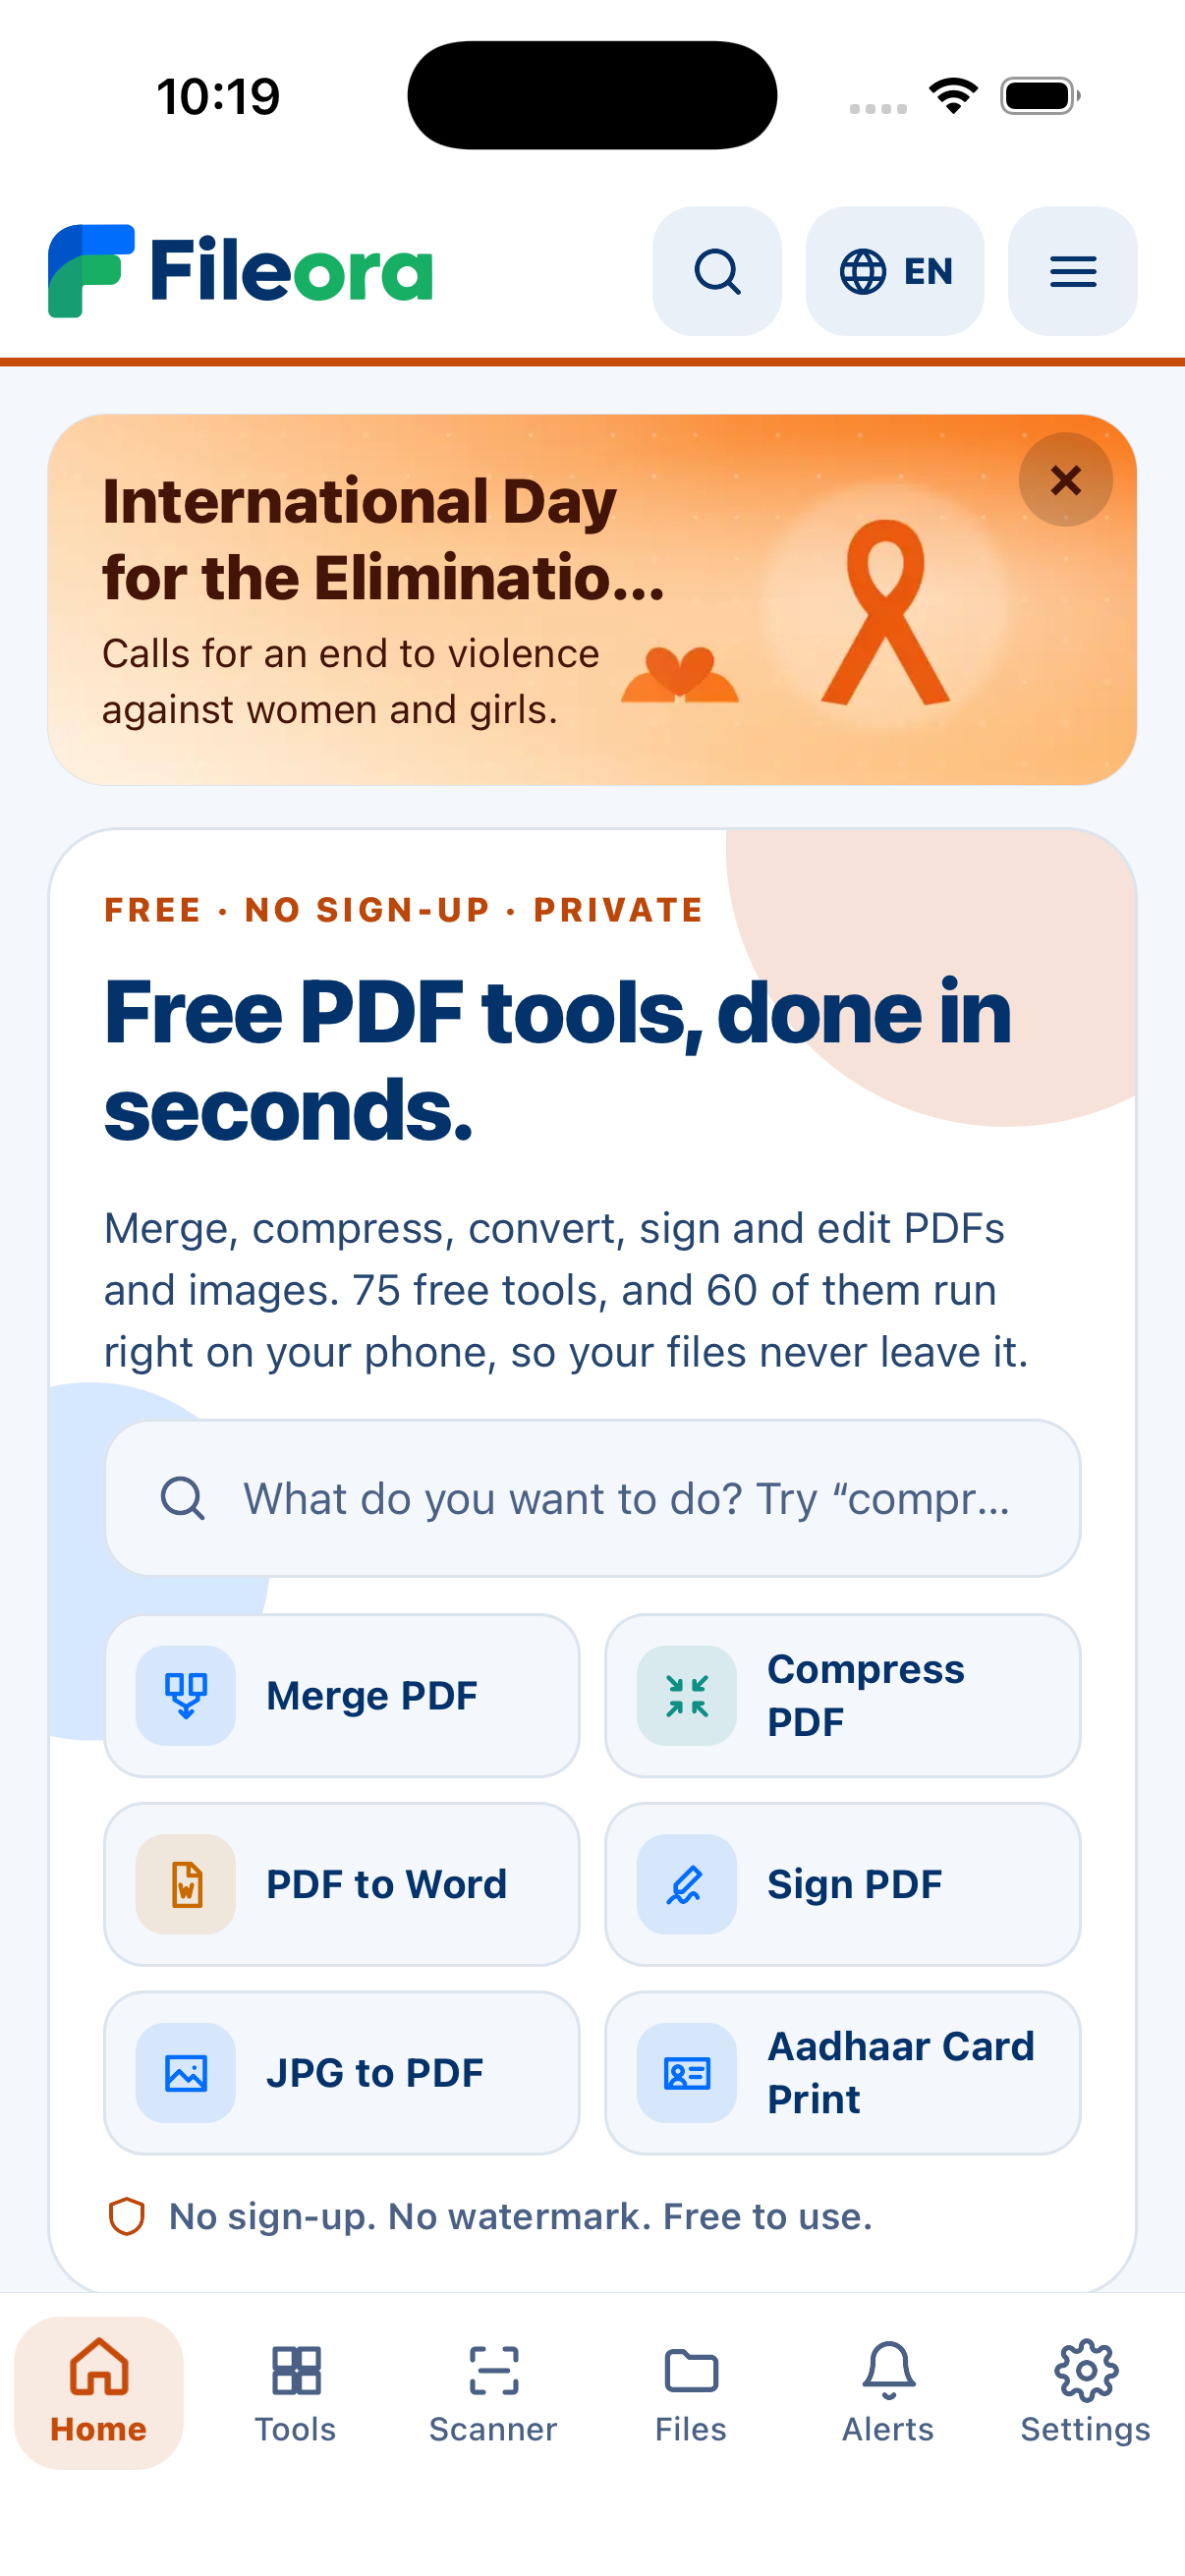 10:19
Fileora
EN
International Day
for the Eliminatio...
Calls for an end to violence
against women and girls.
FREE · NO SIGN-UP · PRIVATE
Free PDF tools, done in
seconds.
Merge, compress, convert, sign and edit PDFs
and images. 75 free tools, and 60 of them run
right on your phone, so your files never leave it.
What do you want to do? Try “compr...
Merge PDF
Compress
PDF
PDF to Word
Sign PDF
JPG to PDF
Aadhaar Card
Print
No sign-up. No watermark. Free to use.
Home
Tools
Scanner
Files
Alerts
Settings